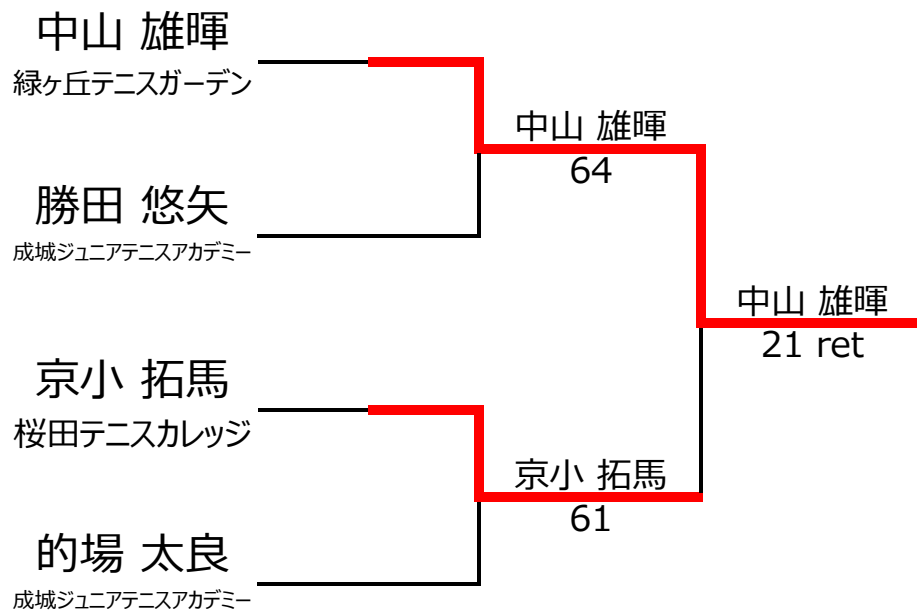 中山 雄暉
緑ヶ丘テニスガーデン
中山 雄暉
64
勝田 悠矢
成城ジュニアテニスアカデミー
中山 雄暉
21 ret
京小 拓馬
桜田テニスカレッジ
京小 拓馬
61
的場 太良
成城ジュニアテニスアカデミー